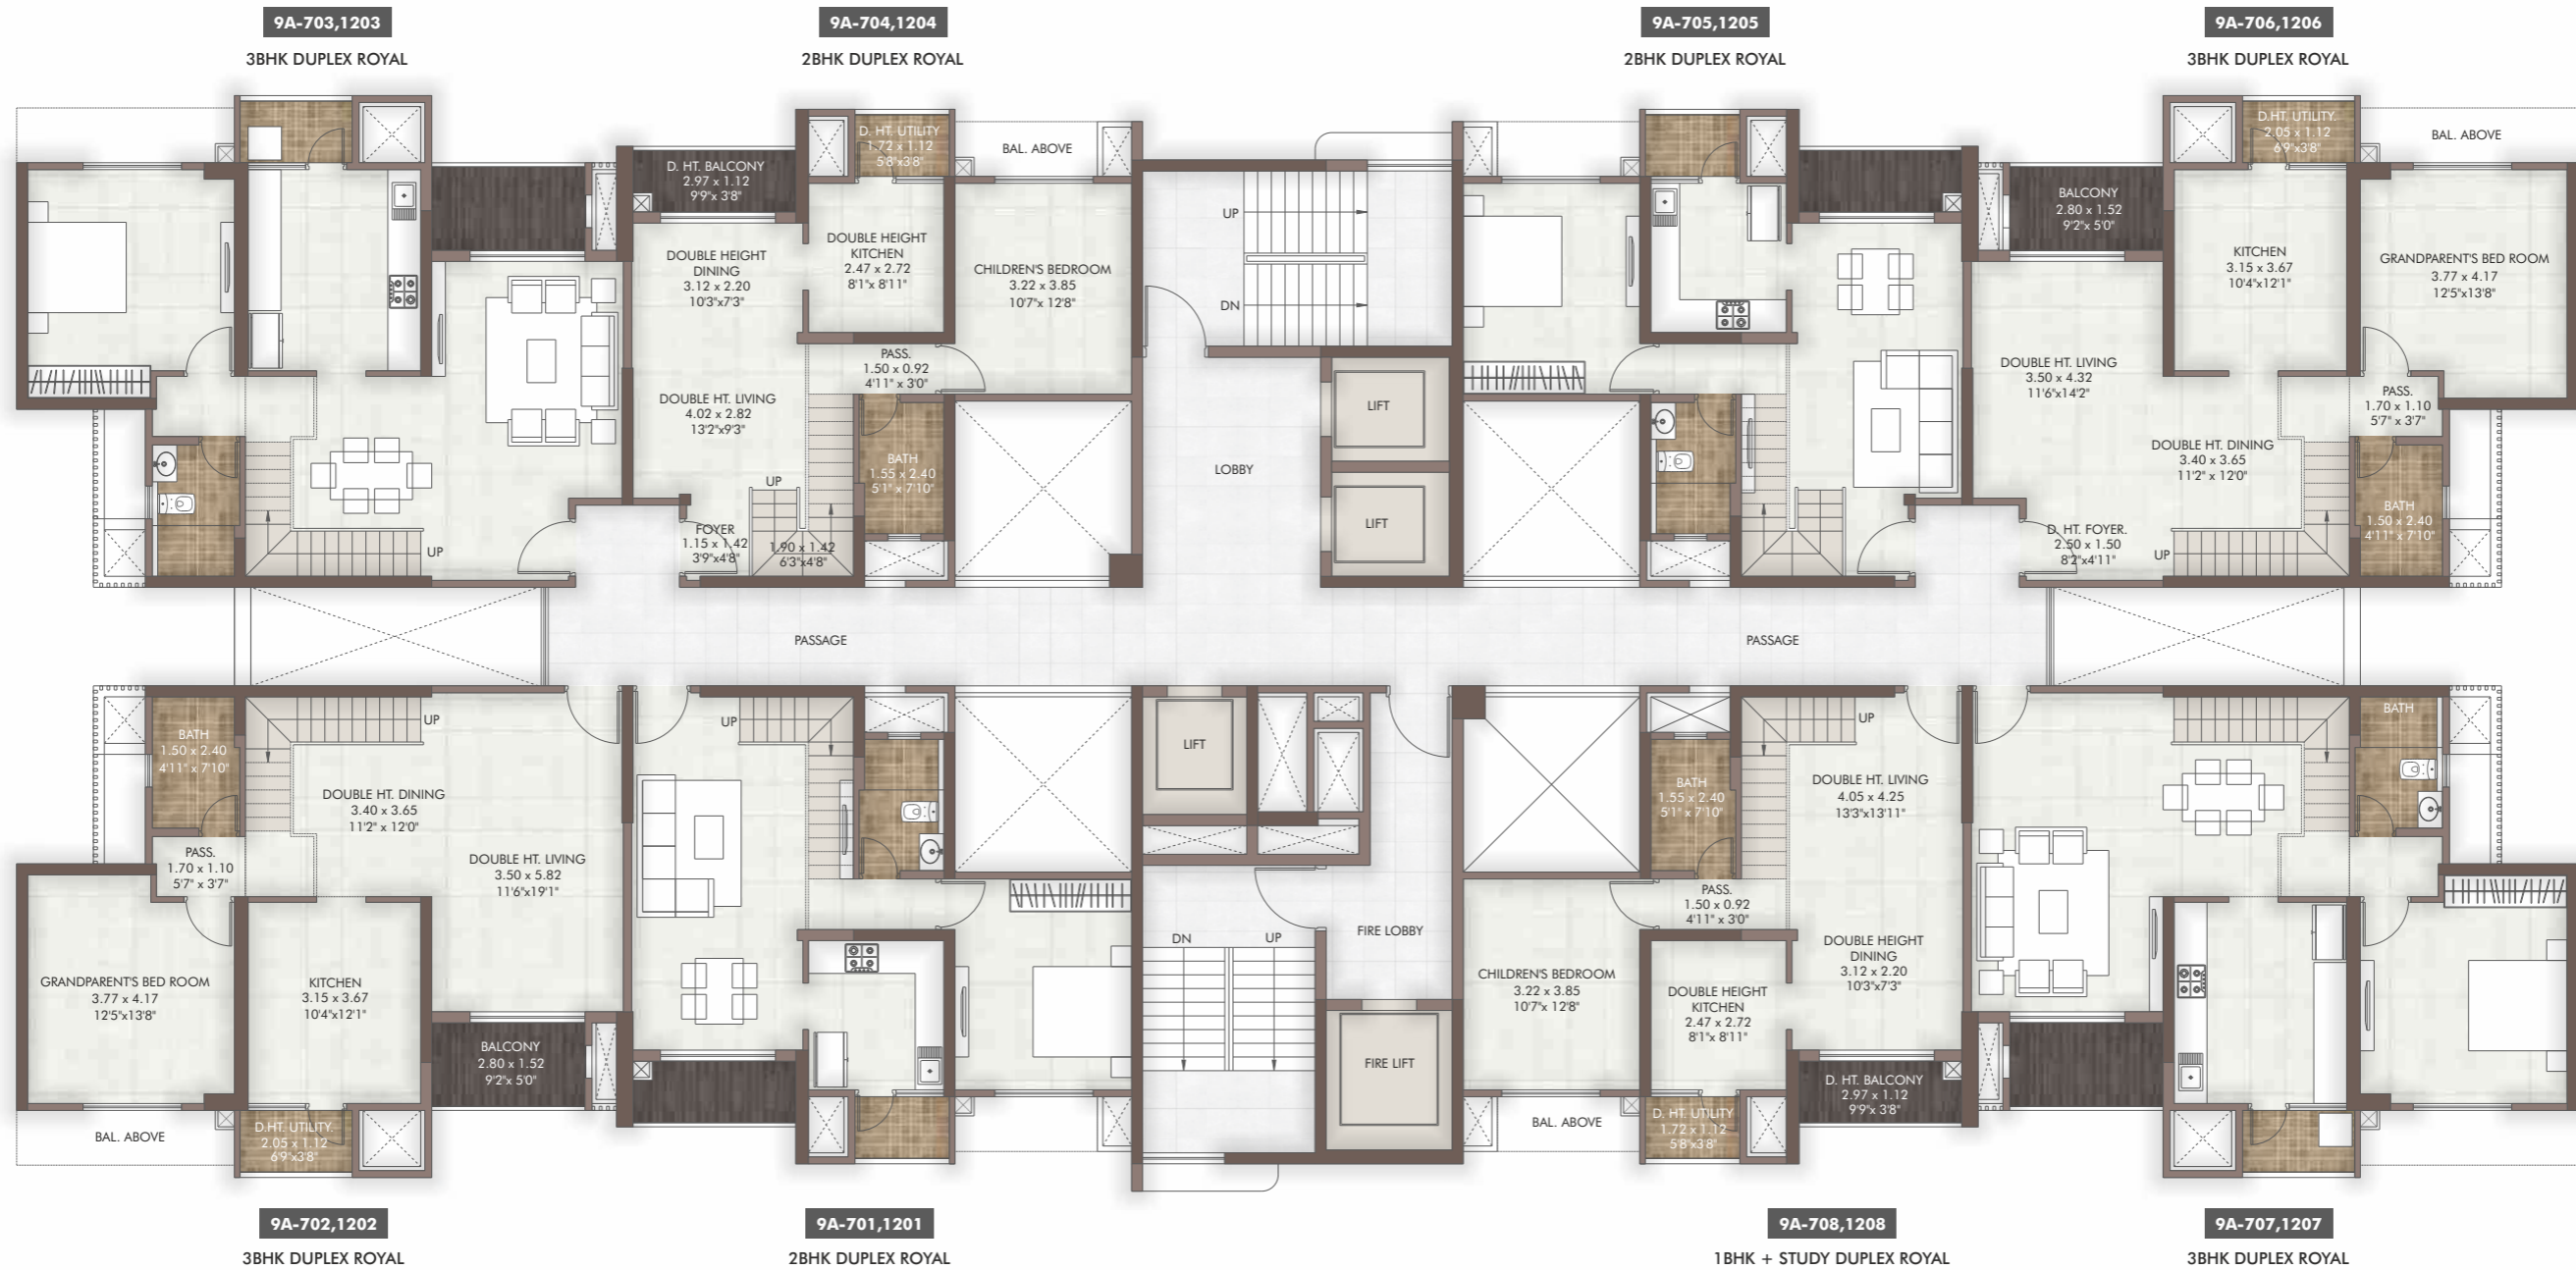 9A-703,1203
3BHK DUPLEX ROYAL
9A-704,1204
2BHK DUPLEX ROYAL
9A-705,1205
2BHK DUPLEX ROYAL
9A-706,1206
3BHK DUPLEX ROYAL
D. HT. BALCONY
2.97 x 1.12
9'9"x 3'8"
D. HT. UTILITY
1.72 x 1.12
5'8"x3'8"
BAL. ABOVE
DOUBLE HEIGHT
DINING
3.12 x 2.20
10'3"x7'3"
DOUBLE HEIGHT
KITCHEN
2.47 x 2.72
8'1"x 8'11"
CHILDREN'S BEDROOM
3.22 x 3.85
10'7"x 12'8"
PASS.
1.50 x 0.92
4'11" x 3'0"
DOUBLE HT. LIVING
4.02 x 2.82
13'2"x9'3"
BATH
1.55 x 2.40
5'1" x 7'10"
UP
FOYER
1.15 x 1.42
3'9"x4'8"
1.90 x 1.42
6'3"x4'8"
UP
UP
DN
LOBBY
LIFT
LIFT
D.HT. UTILITY.
2.05 x 1.12
6'9"x3'8"
BAL. ABOVE
BALCONY
2.80 x 1.52
9'2"x 5'0"
KITCHEN
3.15 x 3.67
10'4"x12'1"
GRANDPARENT'S BED ROOM
3.77 x 4.17
12'5"x13'8"
DOUBLE HT. LIVING
3.50 x 4.32
11'6"x14'2"
PASS.
1.70 x 1.10
5'7" x 3'7"
DOUBLE HT. DINING
3.40 x 3.65
11'2" x 12'0"
BATH
1.50 x 2.40
4'11" x 7'10"
D. HT. FOYER.
2.50 x 1.50
8'2"x4'11"
UP
PASSAGE
PASSAGE
BATH
1.50 x 2.40
4'11" x 7'10"
UP
DOUBLE HT. DINING
3.40 x 3.65
11'2" x 12'0"
PASS.
1.70 x 1.10
5'7" x 3'7"
DOUBLE HT. LIVING
3.50 x 5.82
11'6"x19'1"
GRANDPARENT'S BED ROOM
3.77 x 4.17
12'5"x13'8"
KITCHEN
3.15 x 3.67
10'4"x12'1"
BALCONY
2.80 x 1.52
9'2"x 5'0"
BAL. ABOVE
D.HT. UTILITY.
2.05 x 1.12
6'9"x3'8"
UP
LIFT
DN
UP
FIRE LOBBY
FIRE LIFT
BATH
1.55 x 2.40
5'1" x 7'10"
UP
DOUBLE HT. LIVING
4.05 x 4.25
13'3"x13'11"
PASS.
1.50 x 0.92
4'11" x 3'0"
CHILDREN'S BEDROOM
3.22 x 3.85
10'7"x 12'8"
DOUBLE HEIGHT
KITCHEN
2.47 x 2.72
8'1"x 8'11"
DOUBLE HEIGHT
DINING
3.12 x 2.20
10'3"x7'3"
D. HT. BALCONY
2.97 x 1.12
9'9"x 3'8"
BAL. ABOVE
D. HT. UTILITY
1.72 x 1.12
5'8"x3'8"
BATH
9A-702,1202
3BHK DUPLEX ROYAL
9A-701,1201
2BHK DUPLEX ROYAL
9A-708,1208
1BHK + STUDY DUPLEX ROYAL
9A-707,1207
3BHK DUPLEX ROYAL